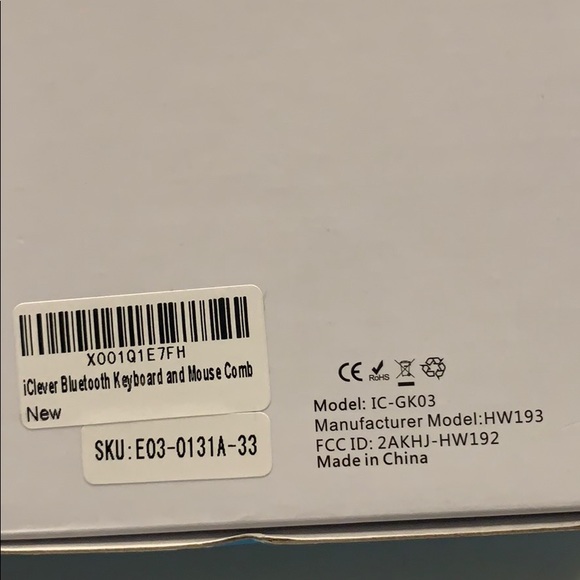 X001Q1E7FH
iClever Bluetooth Keyboard and Mouse Comb
New
SKU:E03-0131A-33
CE RoHS
Model: IC-GK03
Manufacturer Model:HW193
FCC ID: 2AKHJ-HW192
Made in China